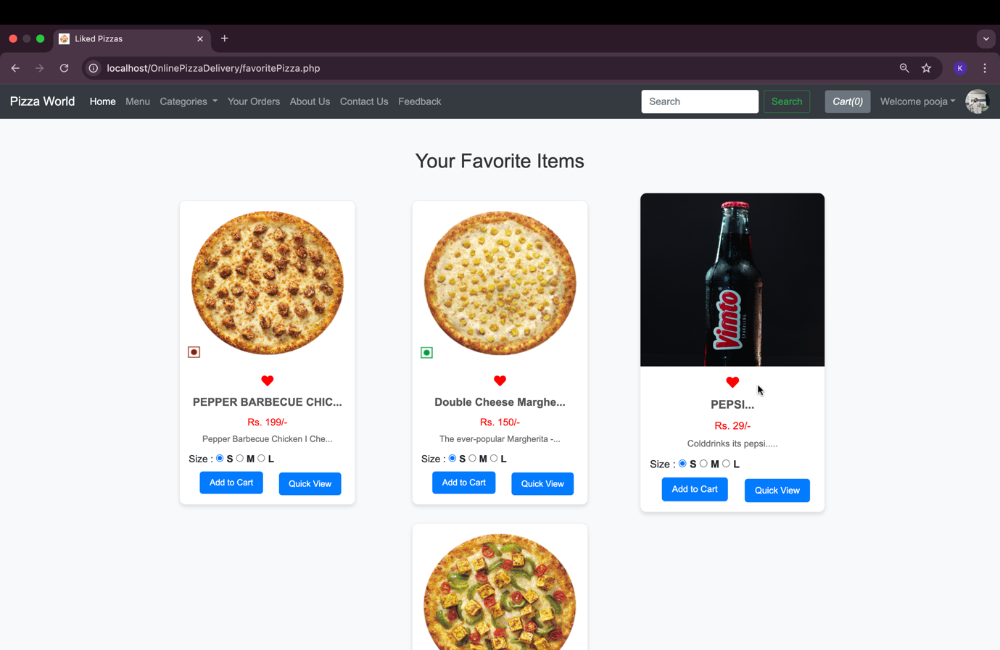 Liked Pizzas
localhost/OnlinePizzaDelivery/favoritePizza.php
K
Pizza World Home Menu Categories Your Orders About Us Contact Us Feedback Search Search Cart(0) Welcome pooja
Your Favorite Items
Vimto
SPARKLING
PEPPER BARBECUE CHIC...
Rs. 199/-
Pepper Barbecue Chicken I Che...
Size : S M L
Add to Cart Quick View
Double Cheese Marghe...
Rs. 150/-
The ever-popular Margherita -...
Size : S M L
Add to Cart Quick View
PEPSI...
Rs. 29/-
Colddrinks its pepsi.....
Size : S M L
Add to Cart Quick View